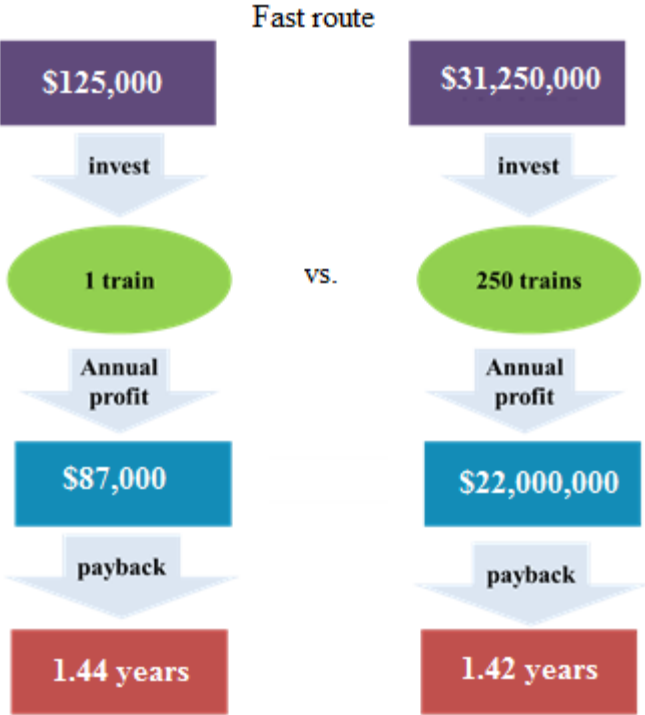 Fast route
$125,000
invest
1 train
Annual
profit
$87,000
payback
1.44 years
vs.
$31,250,000
invest
250 trains
Annual
profit
$22,000,000
payback
1.42 years